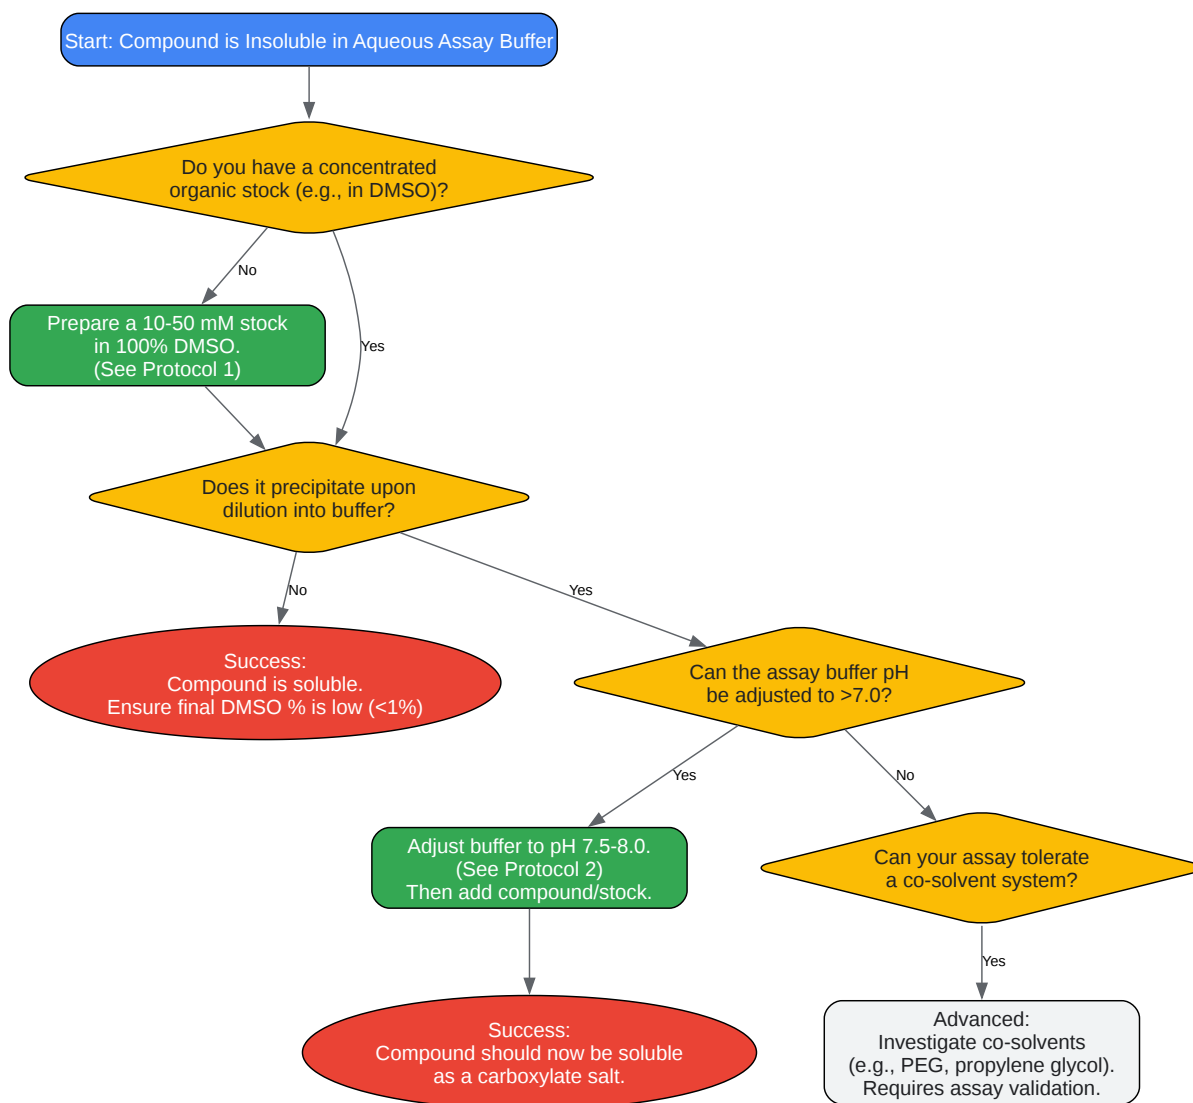 Start: Compound is Insoluble in Aqueous Assay Buffer
Do you have a concentrated
organic stock (e.g., in DMSO)?
No
Prepare a 10-50 mM stock
in 100% DMSO.
(See Protocol 1)
Yes
Does it precipitate upon
dilution into buffer?
No
Yes
Success:
Compound is soluble.
Ensure final DMSO % is low (<1%)
Can the assay buffer pH
be adjusted to >7.0?
Yes
No
Adjust buffer to pH 7.5-8.0.
(See Protocol 2)
Then add compound/stock.
Can your assay tolerate
a co-solvent system?
Yes
Success:
Compound should now be soluble
as a carboxylate salt.
Advanced:
Investigate co-solvents
(e.g., PEG, propylene glycol).
Requires assay validation.